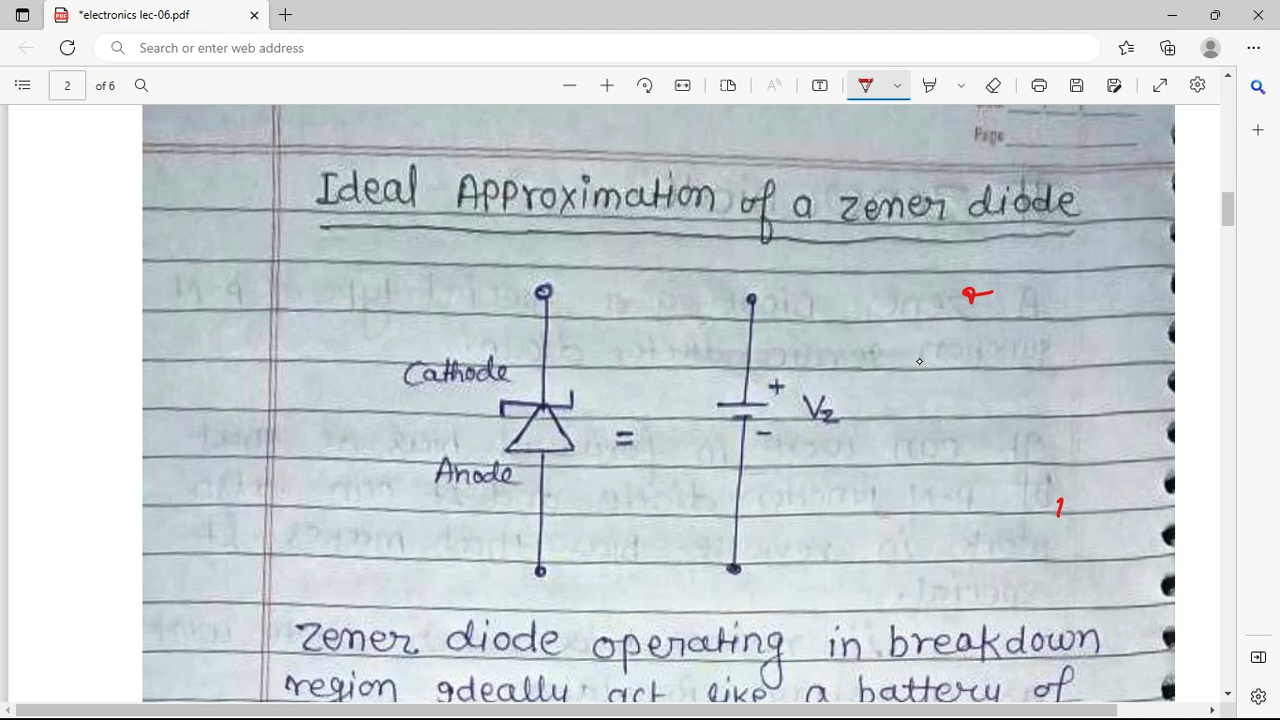 *electronics lec-06.pdf
Search or enter web address
2 of 6
Page
Ideal Approximation of a zener diode
Cathode
+
Vz
=
-
Anode
1
Zener diode operating in breakdown
region ideally act like a battery of